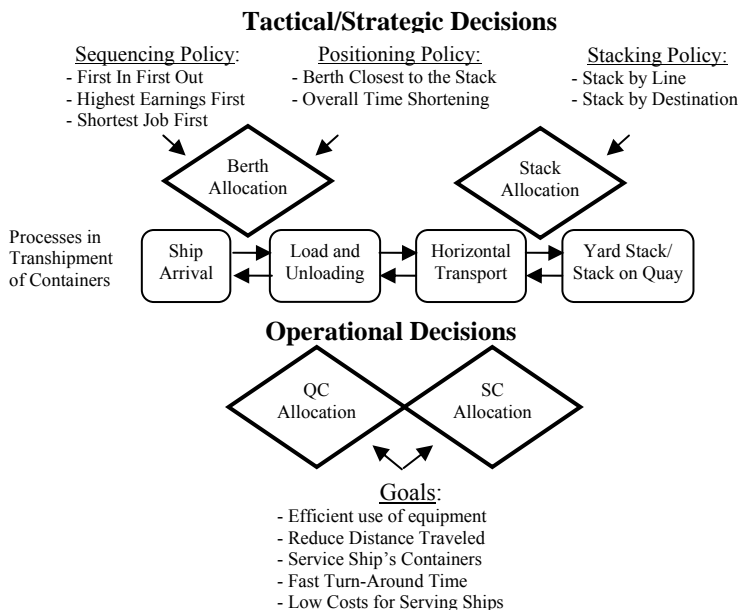 Tactical/Strategic Decisions
Sequencing Policy:
- First In First Out
- Highest Earnings First
- Shortest Job First
Positioning Policy:
- Berth Closest to the Stack
- Overall Time Shortening
Stacking Policy:
- Stack by Line
- Stack by Destination
Berth
Allocation
Stack
Allocation
Processes in
Transhipment
of Containers
Ship
Arrival
Load and
Unloading
Horizontal
Transport
Yard Stack/
Stack on Quay
Operational Decisions
QC
Allocation
SC
Allocation
Goals:
- Efficient use of equipment
- Reduce Distance Traveled
- Service Ship's Containers
- Fast Turn-Around Time
- Low Costs for Serving Ships